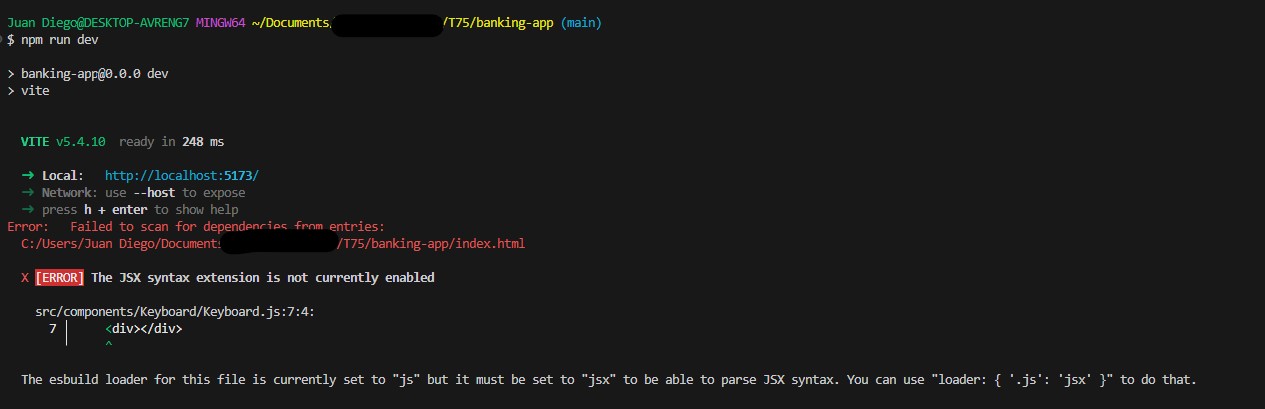 Juan Diego@DESKTOP-AVRENG7 MINGW64 ~/Documents/ /T75/banking-app (main)
$ npm run dev
> banking-app@0.0.0 dev
> vite
VITE v5.4.10 ready in 248 ms
➜ Local: http://localhost:5173/
➜ Network: use --host to expose
➜ press h + enter to show help
Error: Failed to scan for dependencies from entries:
C:/Users/Juan Diego/Documents /T75/banking-app/index.html
X [ERROR] The JSX syntax extension is not currently enabled
src/components/Keyboard/Keyboard.js:7:4:
7 │ <div></div>
^
The esbuild loader for this file is currently set to "js" but it must be set to "jsx" to be able to parse JSX syntax. You can use "loader: { '.js': 'jsx' }" to do that.